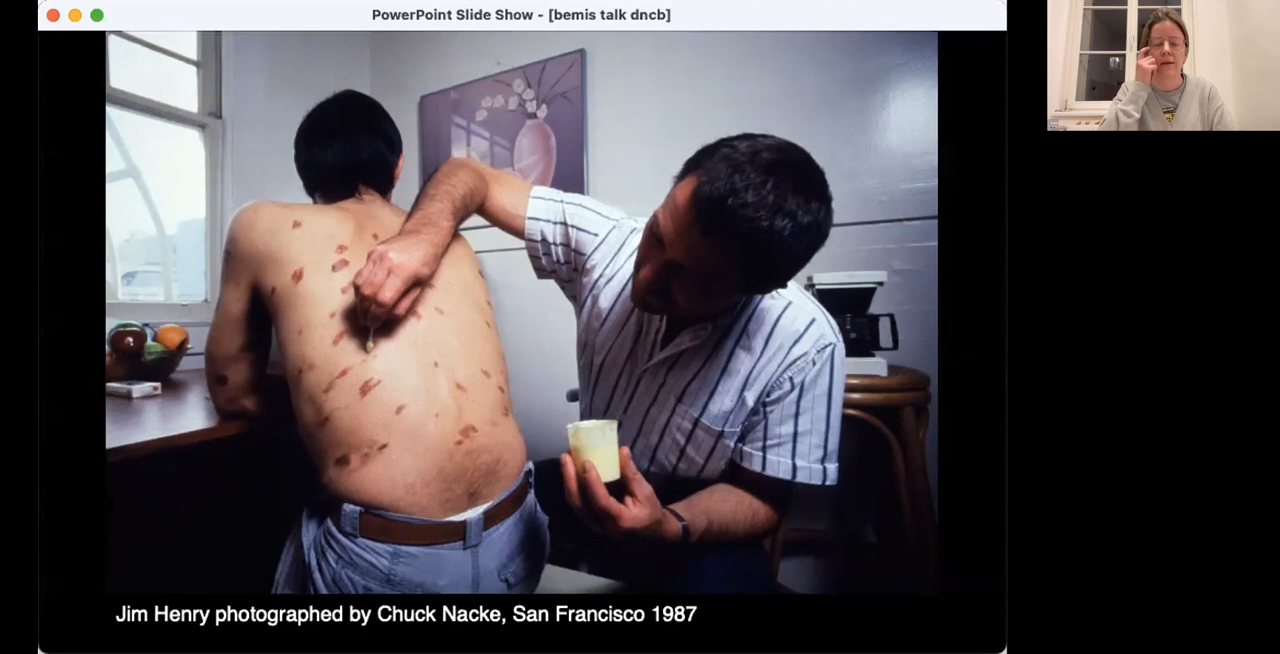 PowerPoint Slide Show - [bemis talk dncb]
Jim Henry photographed by Chuck Nacke, San Francisco 1987